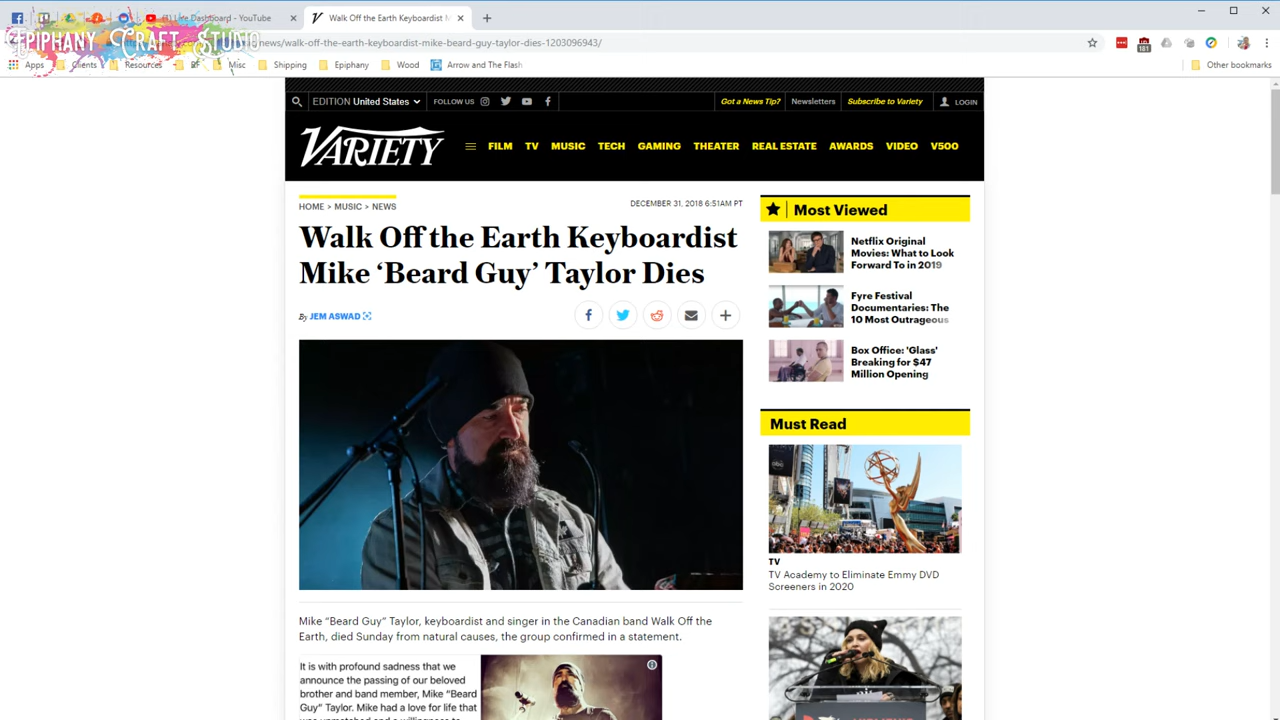 (1) Live Dashboard - YouTube
Walk Off the Earth Keyboardist M
EPIPHANY CRAFT STUDIO
news/walk-off-the-earth-keyboardist-mike-beard-guy-taylor-dies-1203096943/
181
Apps
Clients
Resources
BF
Misc
Shipping
Epiphany
Wood
Arrow and The Flash
Other bookmarks
EDITION United States
FOLLOW US
Got a News Tip?
Newsletters
Subscribe to Variety
LOGIN
VARIETY
FILM
TV
MUSIC
TECH
GAMING
THEATER
REAL ESTATE
AWARDS
VIDEO
V500
HOME > MUSIC > NEWS
DECEMBER 31, 2018 6:51AM PT
Walk Off the Earth Keyboardist
Mike ‘Beard Guy’ Taylor Dies
By JEM ASWAD
Mike “Beard Guy” Taylor, keyboardist and singer in the Canadian band Walk Off the
Earth, died Sunday from natural causes, the group confirmed in a statement.
It is with profound sadness that we
announce the passing of our beloved
brother and band member, Mike “Beard
Guy” Taylor. Mike had a love for life that
Most Viewed
Netflix Original
Movies: What to Look
Forward To in 2019
Fyre Festival
Documentaries: The
10 Most Outrageous
Box Office: 'Glass'
Breaking for $47
Million Opening
Must Read
TV
TV Academy to Eliminate Emmy DVD
Screeners in 2020